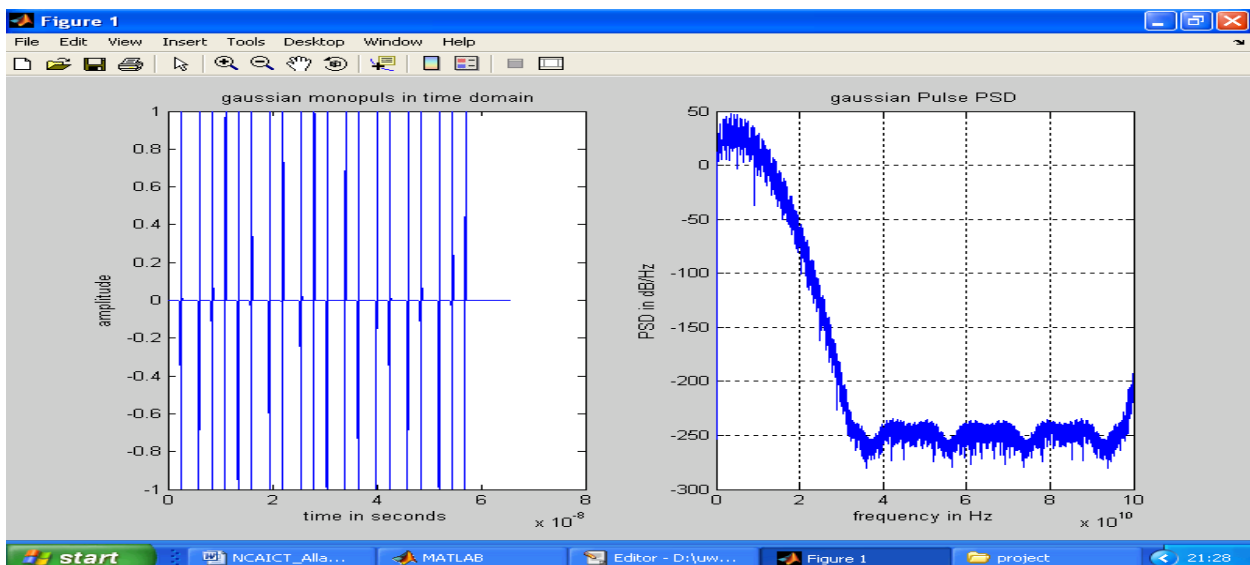 Figure 1
File Edit View Insert Tools Desktop Window Help
gaussian monopuls in time domain
1
0.8
0.6
0.4
0.2
0
-0.2
-0.4
-0.6
-0.8
-1
amplitude
0 2 4 6 8
time in seconds
x 10^-8
gaussian Pulse PSD
50
0
-50
-100
-150
-200
-250
-300
PSD in dB/Hz
0 2 4 6 8 10
frequency in Hz
x 10^10
start NCAICT_Alla... MATLAB Editor - D:\uw... Figure 1 project 21:28